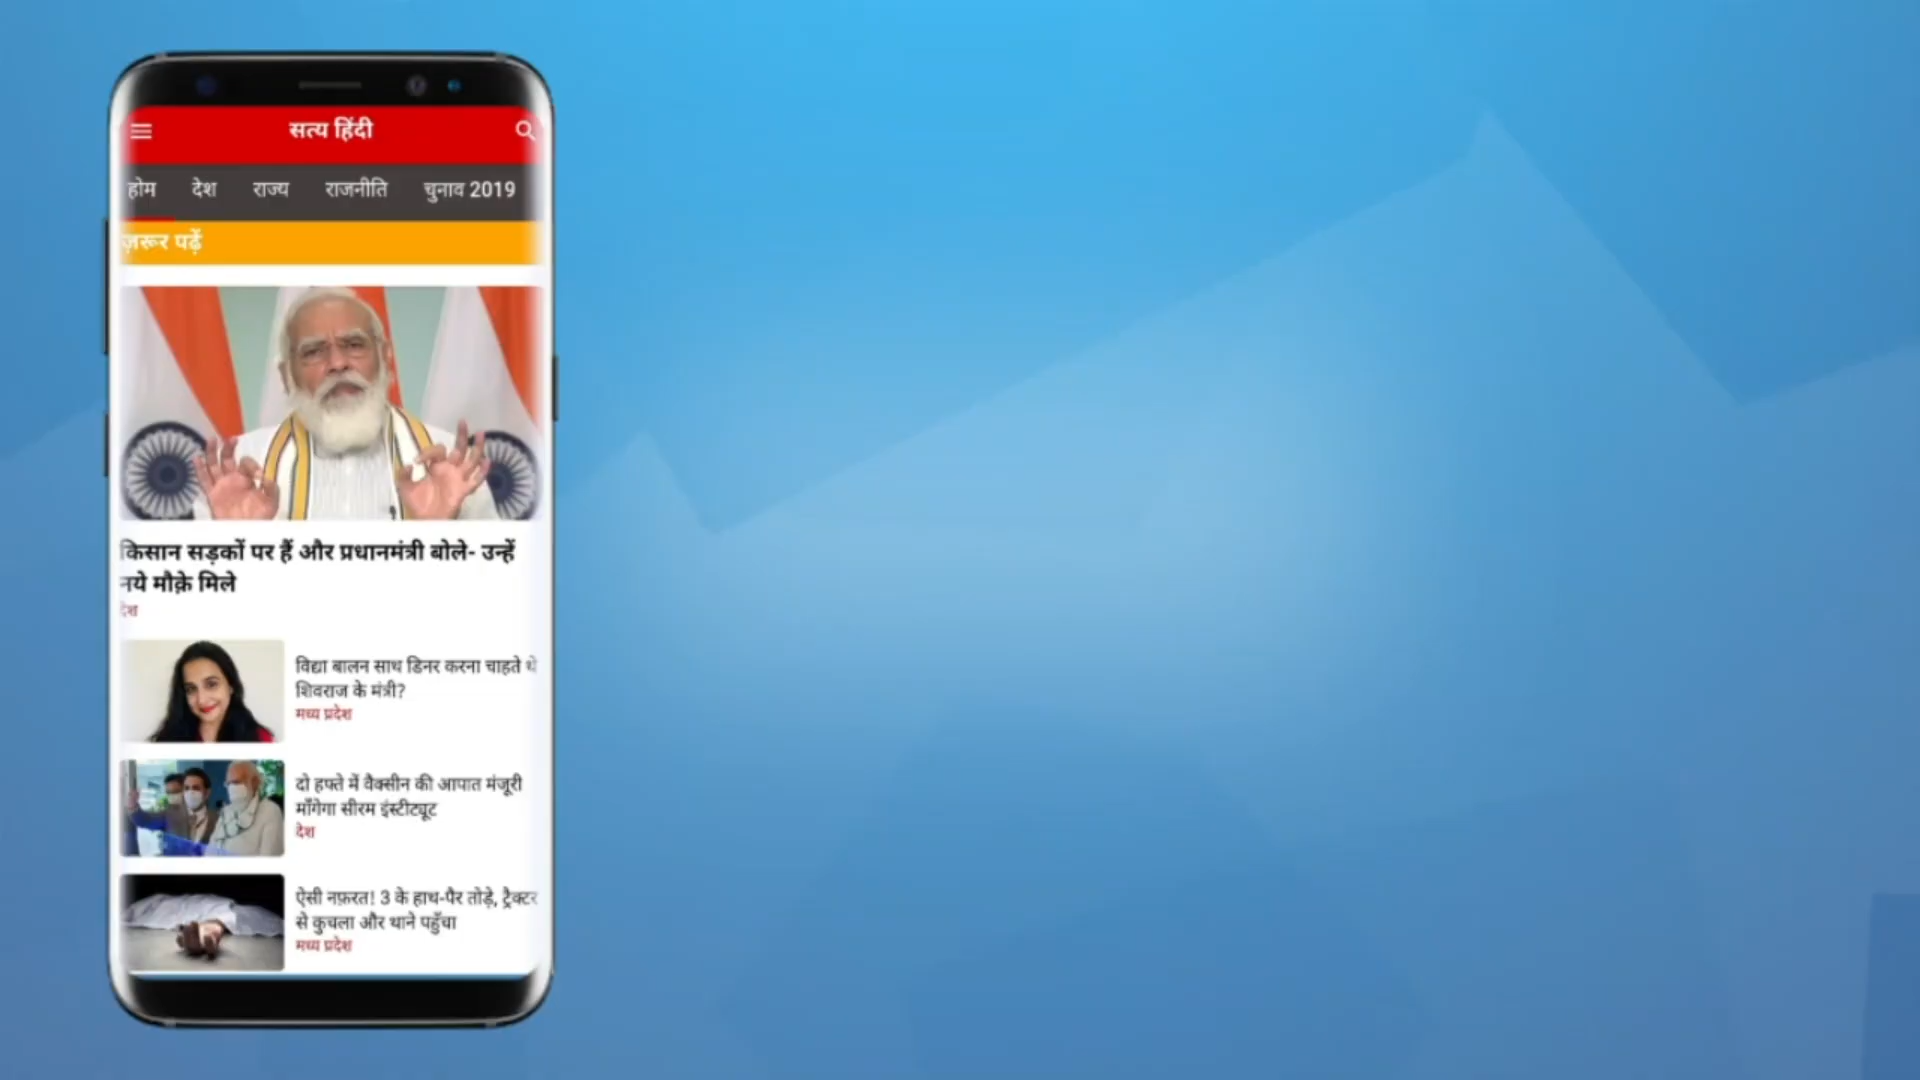 सत्य हिंदी
होम देश राज्य राजनीति चुनाव 2019
ज़रूर पढ़ें
किसान सड़कों पर हैं और प्रधानमंत्री बोले- उन्हें
नये मौक़े मिले
देश
विद्या बालन साथ डिनर करना चाहते थे
शिवराज के मंत्री?
मध्य प्रदेश
दो हफ्ते में वैक्सीन की आपात मंजूरी
माँगेगा सीरम इंस्टीट्यूट
देश
ऐसी नफ़रत! 3 के हाथ-पैर तोड़े, ट्रैक्टर
से कुचला और थाने पहुँचा
मध्य प्रदेश